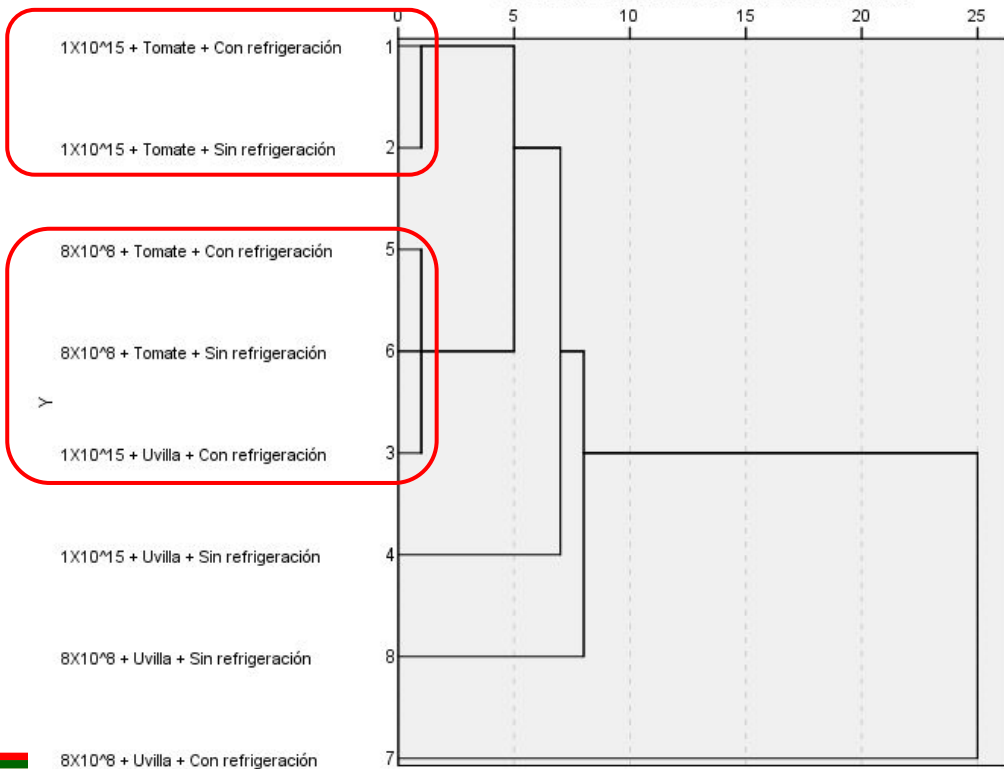 0 5 10 15 20 25
1X10^15 + Tomate + Con refrigeración 1
1X10^15 + Tomate + Sin refrigeración 2
8X10^8 + Tomate + Con refrigeración 5
8X10^8 + Tomate + Sin refrigeración 6
Y
1X10^15 + Uvilla + Con refrigeración 3
1X10^15 + Uvilla + Sin refrigeración 4
8X10^8 + Uvilla + Sin refrigeración 8
8X10^8 + Uvilla + Con refrigeración 7